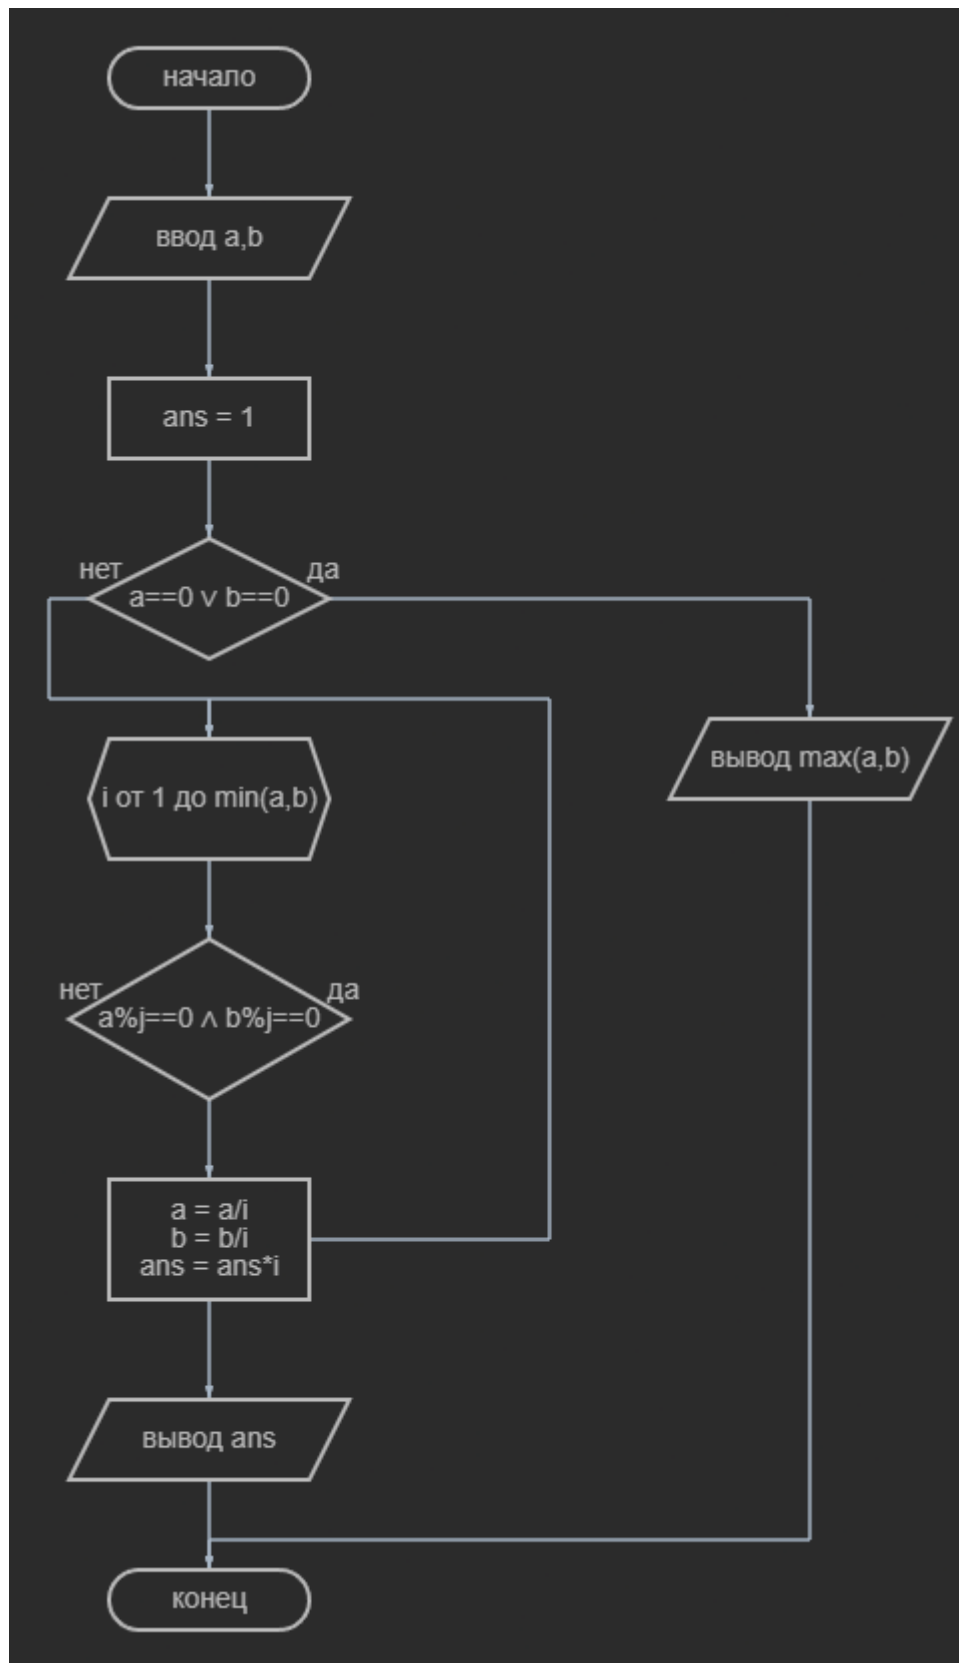 начало
ввод a,b
ans = 1
нет
да
a==0 ∨ b==0
i от 1 до min(a,b)
вывод max(a,b)
нет
да
a%j==0 ∧ b%j==0
a = a/i
b = b/i
ans = ans*i
вывод ans
конец